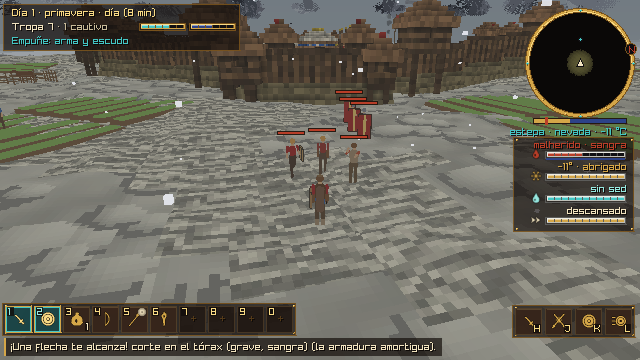 Día 1 · primavera · día (8 min)
Tropa 7 · 1 cautivo
Empuñe: arma y escudo
N
estepa · nevada · -11 °C
malherido · sangra
-11° · abrigado
sin sed
descansado
1 2 3 4 5 6 7 8 9 0
1
H J K L
¡Una flecha te alcanza! corte en el tórax (grave, sangra) (la armadura amortigua).